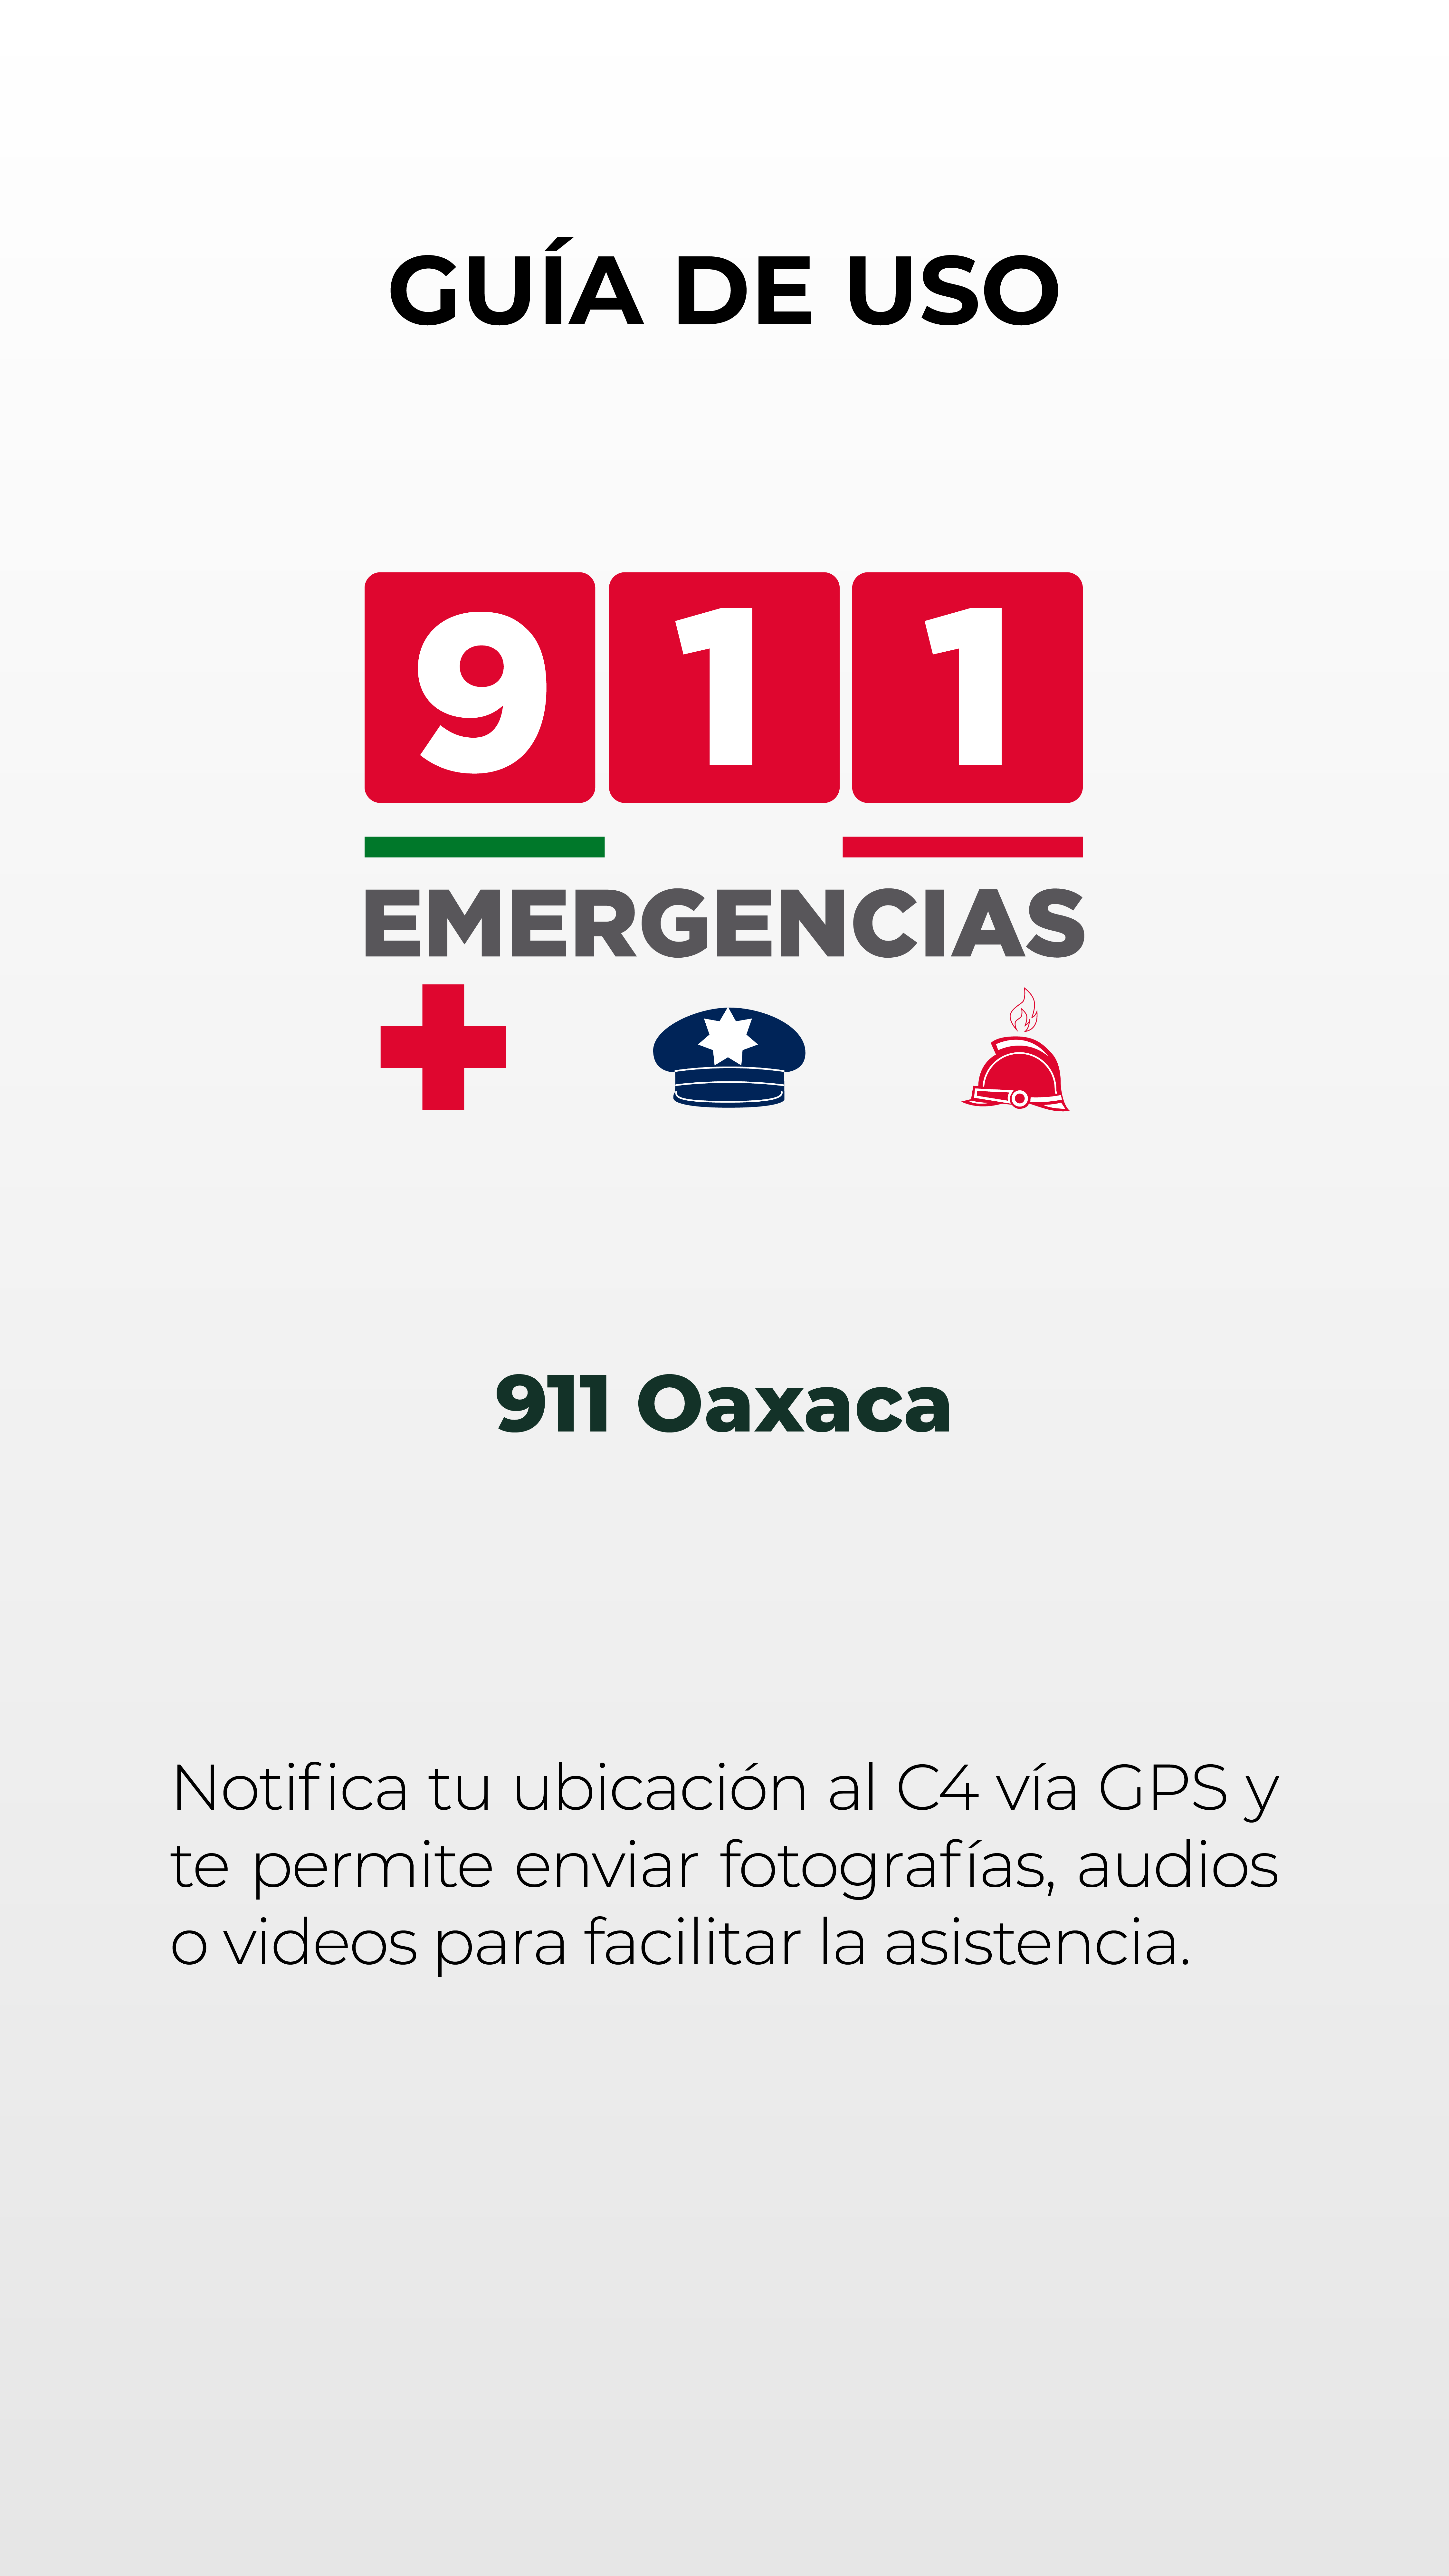 GUÍA DE USO
911
EMERGENCIAS
911 Oaxaca
Notifica tu ubicación al C4 vía GPS y
te permite enviar fotografías, audios
o videos para facilitar la asistencia.